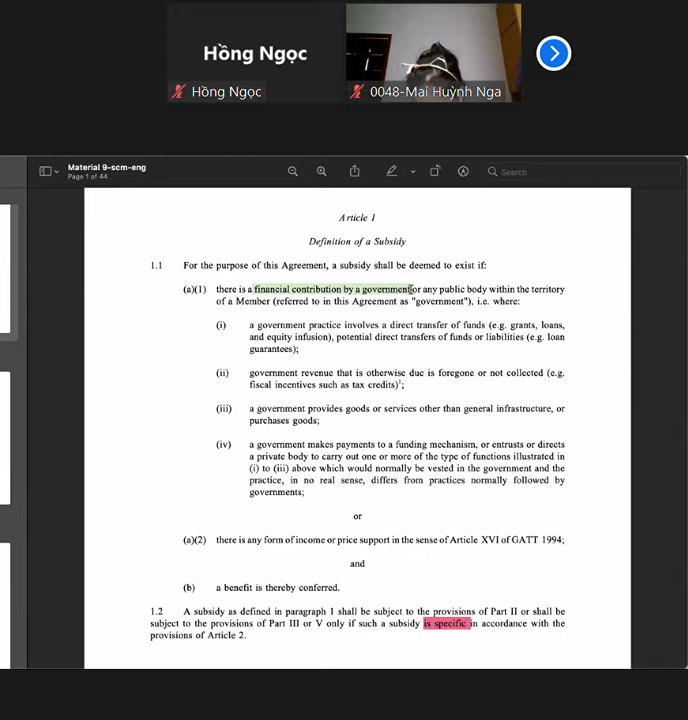 Hồng Ngọc
Hồng Ngọc
0048-Mai Huỳnh Nga
Material 9-scm-eng
Page 1 of 44
Search
Article 1
Definition of a Subsidy
1.1 For the purpose of this Agreement, a subsidy shall be deemed to exist if:
(a)(1) there is a financial contribution by a government or any public body within the territory
of a Member (referred to in this Agreement as "government"), i.e. where:
(i) a government practice involves a direct transfer of funds (e.g. grants, loans,
and equity infusion), potential direct transfers of funds or liabilities (e.g. loan
guarantees);
(ii) government revenue that is otherwise due is foregone or not collected (e.g.
fiscal incentives such as tax credits)¹;
(iii) a government provides goods or services other than general infrastructure, or
purchases goods;
(iv) a government makes payments to a funding mechanism, or entrusts or directs
a private body to carry out one or more of the type of functions illustrated in
(i) to (iii) above which would normally be vested in the government and the
practice, in no real sense, differs from practices normally followed by
governments;
or
(a)(2) there is any form of income or price support in the sense of Article XVI of GATT 1994;
and
(b) a benefit is thereby conferred.
1.2 A subsidy as defined in paragraph 1 shall be subject to the provisions of Part II or shall be
subject to the provisions of Part III or V only if such a subsidy is specific in accordance with the
provisions of Article 2.